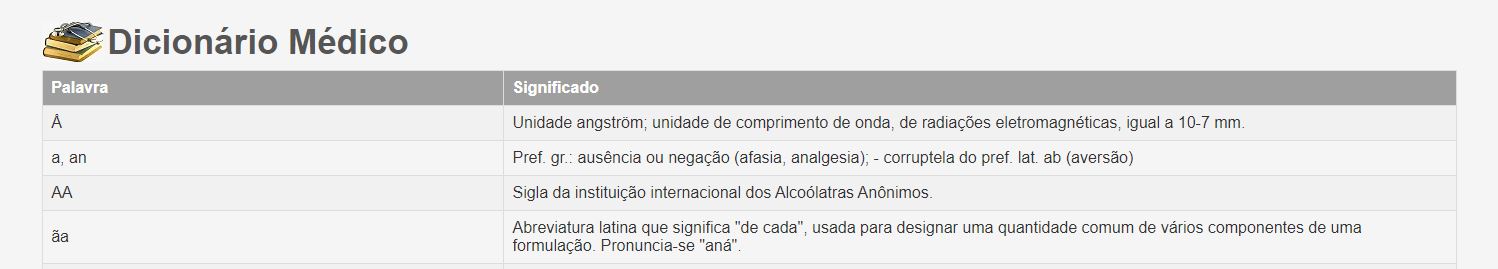 Dicionário Médico
Palavra Significado
Å Unidade angström; unidade de comprimento de onda, de radiações eletromagnéticas, igual a 10-7 mm.
a, an Pref. gr.: ausência ou negação (afasia, analgesia); - corruptela do pref. lat. ab (aversão)
AA Sigla da instituição internacional dos Alcoólatras Anônimos.
ãa Abreviatura latina que significa "de cada", usada para designar uma quantidade comum de vários componentes de uma
formulação. Pronuncia-se "aná".